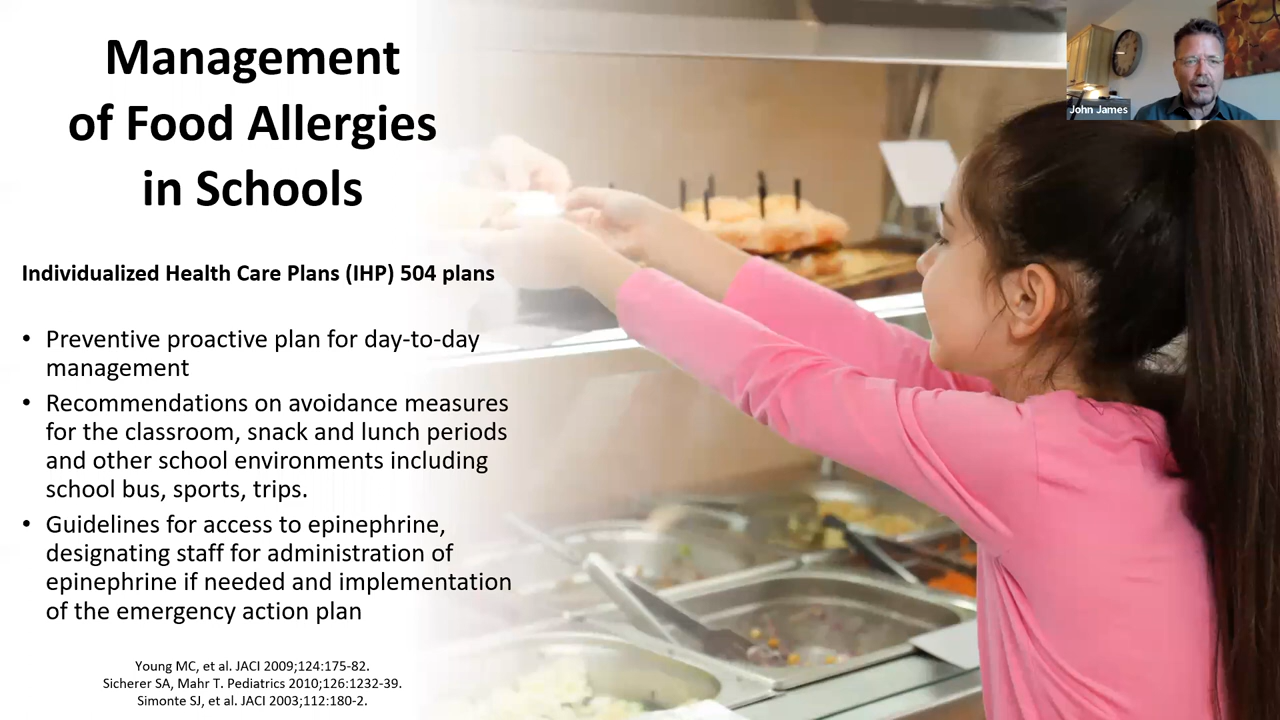 Management
of Food Allergies
in Schools
John James
Individualized Health Care Plans (IHP) 504 plans
• Preventive proactive plan for day-to-day
management
• Recommendations on avoidance measures
for the classroom, snack and lunch periods
and other school environments including
school bus, sports, trips.
• Guidelines for access to epinephrine,
designating staff for administration of
epinephrine if needed and implementation
of the emergency action plan
Young MC, et al. JACI 2009;124:175-82.
Sicherer SA, Mahr T. Pediatrics 2010;126:1232-39.
Simonte SJ, et al. JACI 2003;112:180-2.